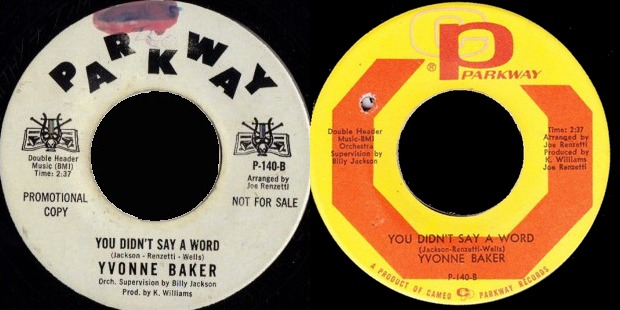 PARKWAY
Double Header
Music (BMI)
Time: 2:37
P-140-B
Arranged by
Joe Renzetti
PROMOTIONAL
COPY
NOT FOR SALE
YOU DIDN'T SAY A WORD
(Jackson - Renzetti - Wells)
YVONNE BAKER
Orch. Supervision by Billy Jackson
Prod. by K. Williams
P
®
PARKWAY
Double Header
Music-BMI
Orchestra
Supervision by
Billy Jackson
Time: 2:37
Arranged by
Joe Renzetti
Produced by
K. Williams
Joe Renzetti
YOU DIDN'T SAY A WORD
(Jackson-Renzetti-Wells)
YVONNE BAKER
P-140-B
A PRODUCT OF CAMEO PARKWAY RECORDS